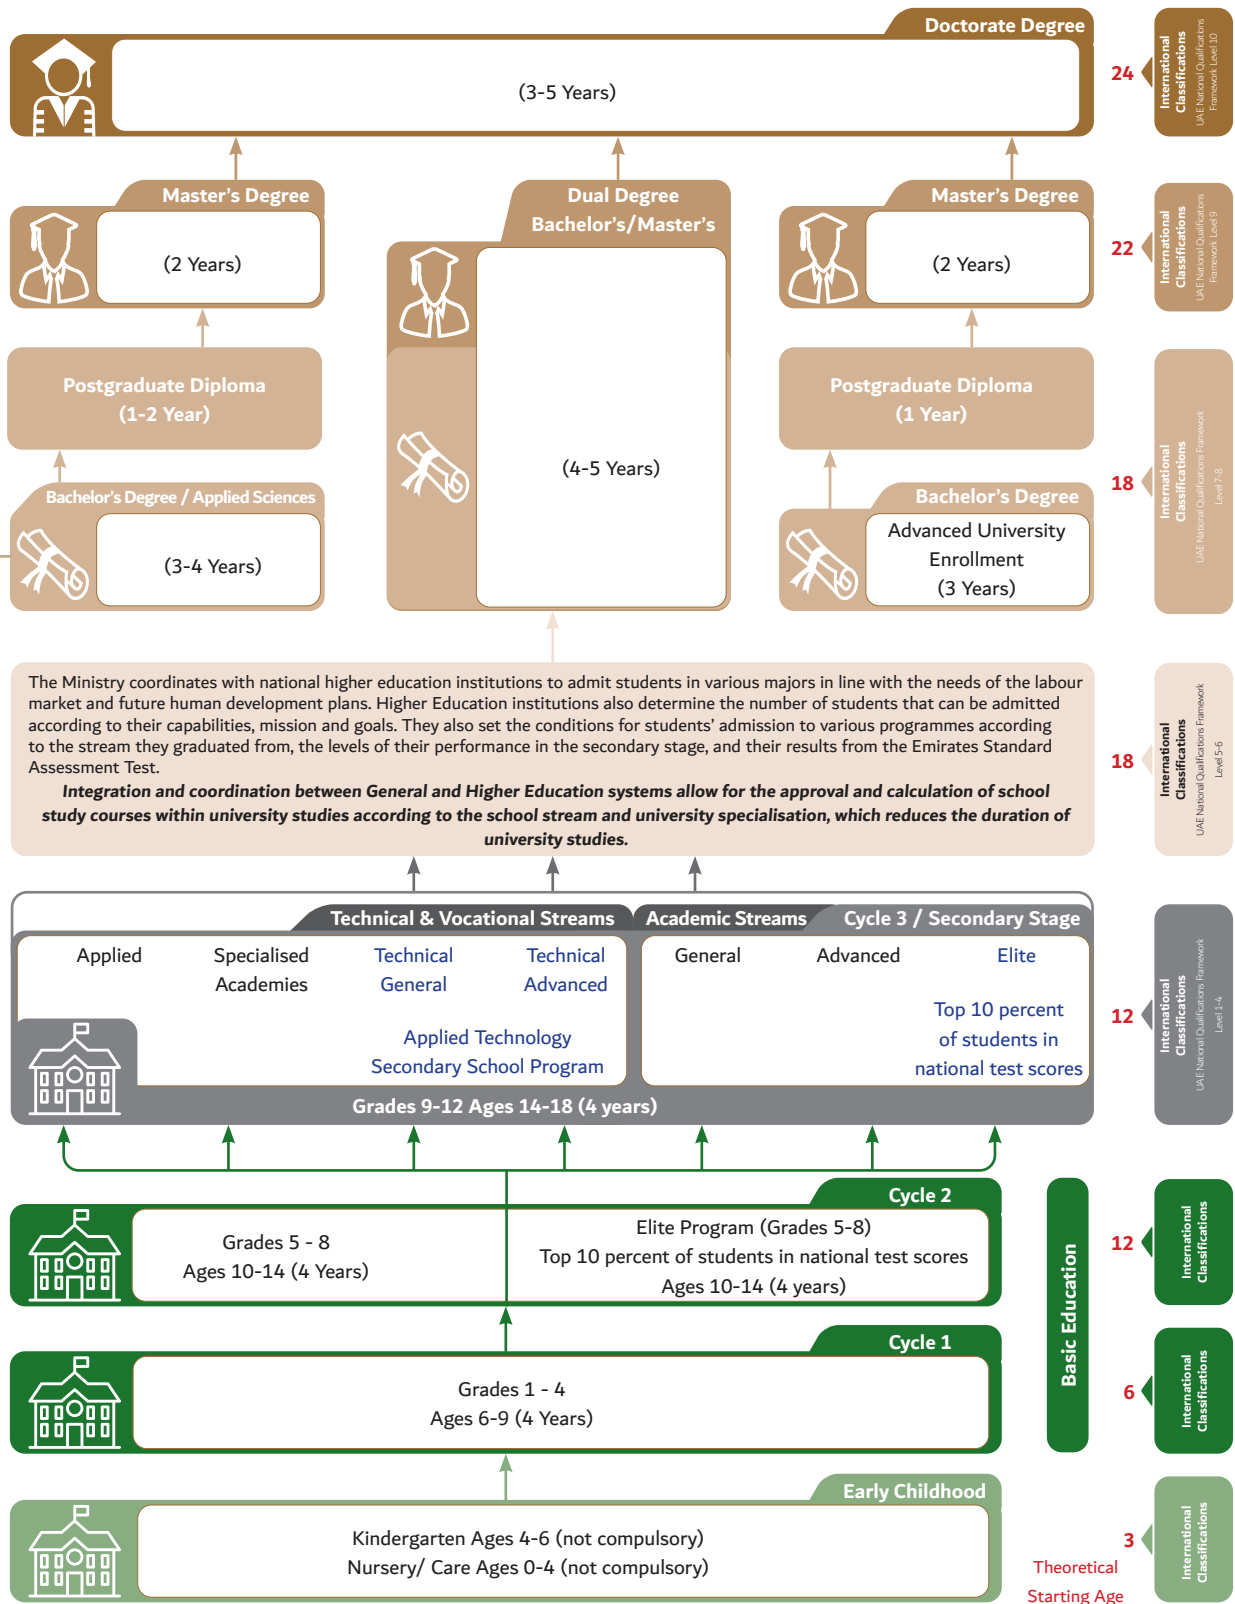 Doctorate Degree
(3-5 Years)
24
International
Classifications
UAE National Qualifications
Framework Level 10
Master's Degree
(2 Years)
Dual Degree
Bachelor's/Master's
(4-5 Years)
Master's Degree
(2 Years)
22
International
Classifications
UAE National Qualifications
Framework Level 9
Postgraduate Diploma
(1-2 Year)
Postgraduate Diploma
(1 Year)
Bachelor's Degree / Applied Sciences
(3-4 Years)
Bachelor's Degree
Advanced University
Enrollment
(3 Years)
18
International
Classifications
UAE National Qualifications Framework
Level 7-8
The Ministry coordinates with national higher education institutions to admit students in various majors in line with the needs of the labour
market and future human development plans. Higher Education institutions also determine the number of students that can be admitted
according to their capabilities, mission and goals. They also set the conditions for students' admission to various programmes according
to the stream they graduated from, the levels of their performance in the secondary stage, and their results from the Emirates Standard
Assessment Test.
Integration and coordination between General and Higher Education systems allow for the approval and calculation of school
study courses within university studies according to the school stream and university specialisation, which reduces the duration of
university studies.
18
International
Classifications
UAE National Qualifications Framework
Level 5-6
Technical & Vocational Streams
Academic Streams
Cycle 3 / Secondary Stage
Applied
Specialised
Academies
Technical
General
Technical
Advanced
Applied Technology
Secondary School Program
General
Advanced
Elite
Top 10 percent
of students in
national test scores
Grades 9-12 Ages 14-18 (4 years)
12
International
Classifications
UAE National Qualifications Framework
Level 1-4
Cycle 2
Grades 5 - 8
Ages 10-14 (4 Years)
Elite Program (Grades 5-8)
Top 10 percent of students in national test scores
Ages 10-14 (4 years)
12
International
Classifications
Basic Education
Cycle 1
Grades 1 - 4
Ages 6-9 (4 Years)
6
International
Classifications
Early Childhood
Kindergarten Ages 4-6 (not compulsory)
Nursery/ Care Ages 0-4 (not compulsory)
3
Theoretical
Starting Age
International
Classifications